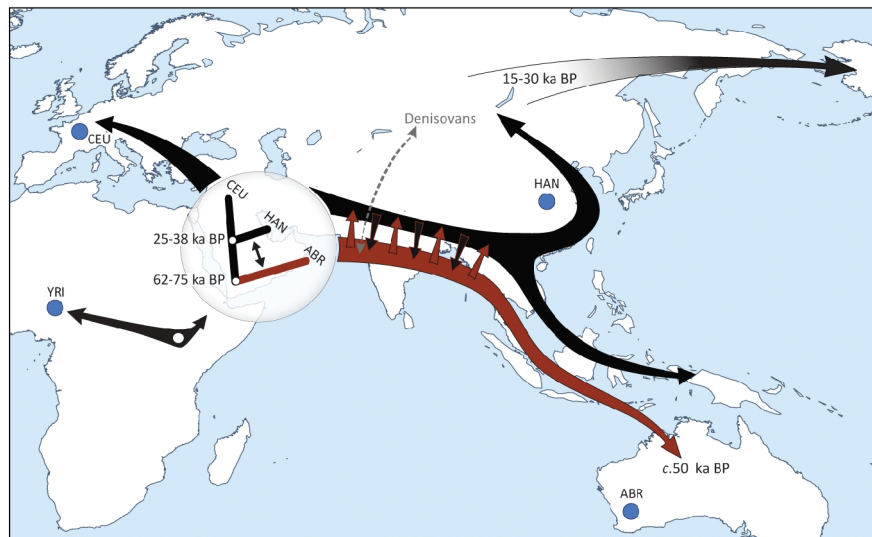 15-30 ka BP
Denisovans
CEU
CEU
HAN
HAN
25-38 ka BP
ABR
62-75 ka BP
YRI
c.50 ka BP
ABR